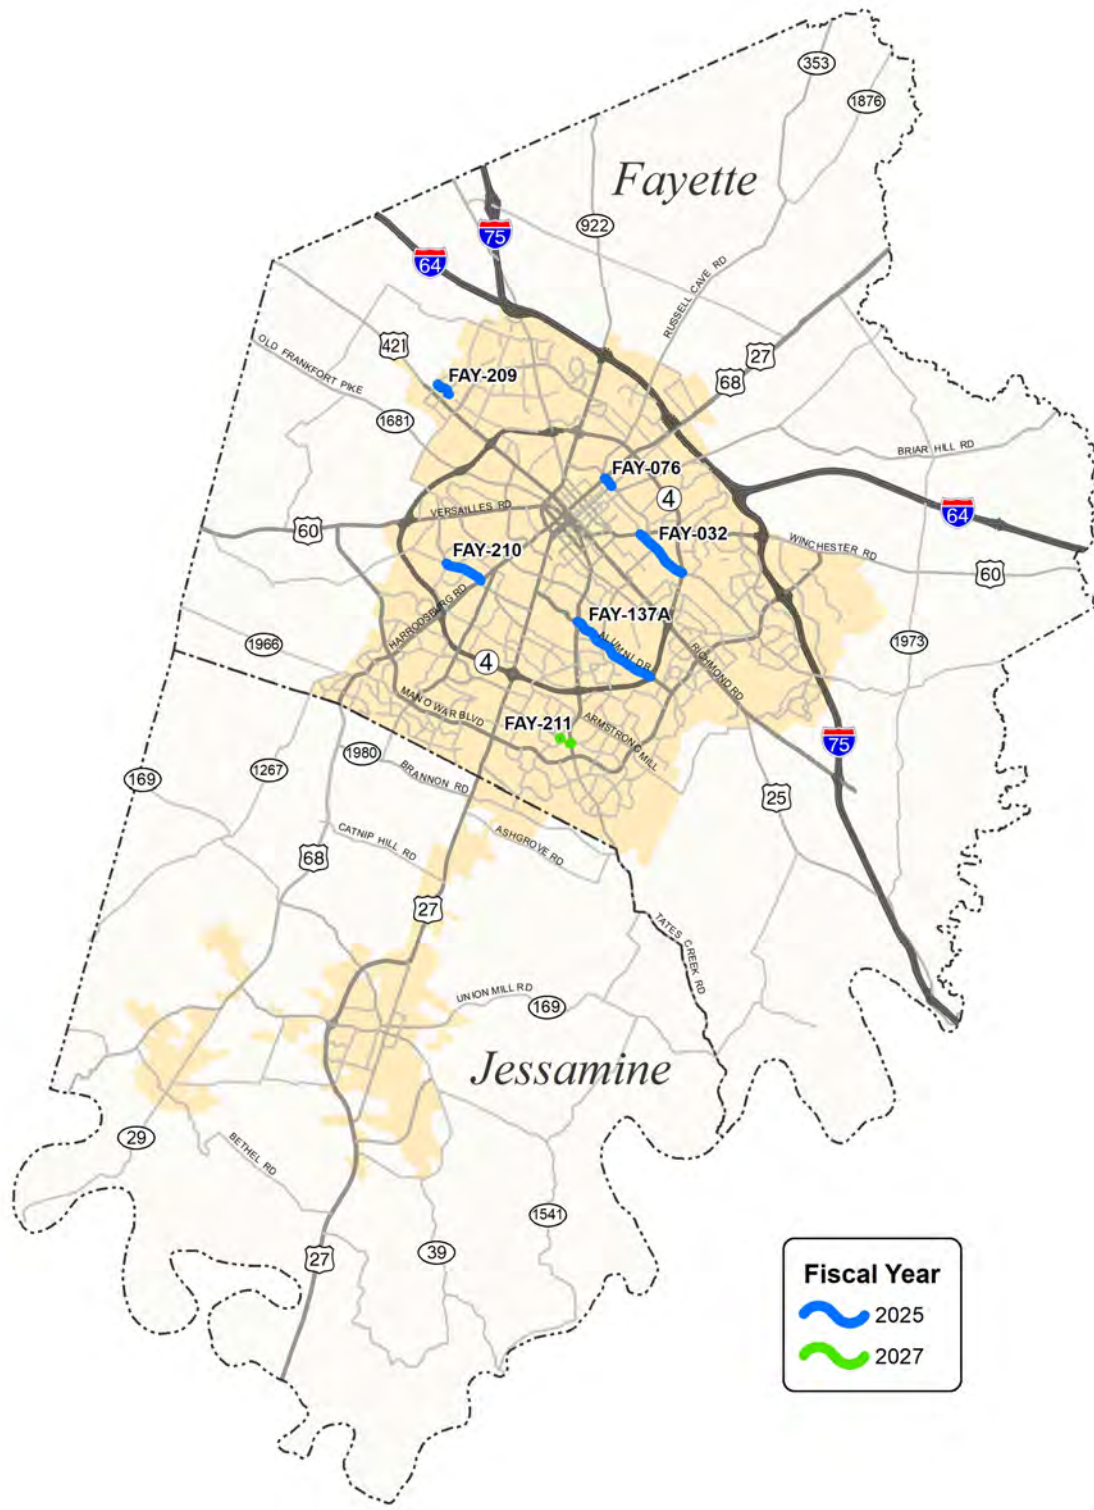 353
1876
Fayette
922
75
64
RUSSELL CAVE RD
421
OLD FRANKFORT PIKE
27
68
FAY-209
1681
BRIAR HILL RD
FAY-076
4
64
VERSAILLES RD
60
FAY-032
WINCHESTER RD
FAY-210
60
HARRODSBURG RD
FAY-137A
ALUMNI DR
1966
1973
4
RICHMOND RD
MAN O WAR BLVD
FAY-211
ARMSTRONG MILL
75
1980
169
1267
BRANNON RD
25
CATNIP HILL RD
ASHGROVE RD
68
27
TATES CREEK RD
UNION MILL RD
169
Jessamine
29
BETHEL RD
1541
27
39
Fiscal Year
2025
2027